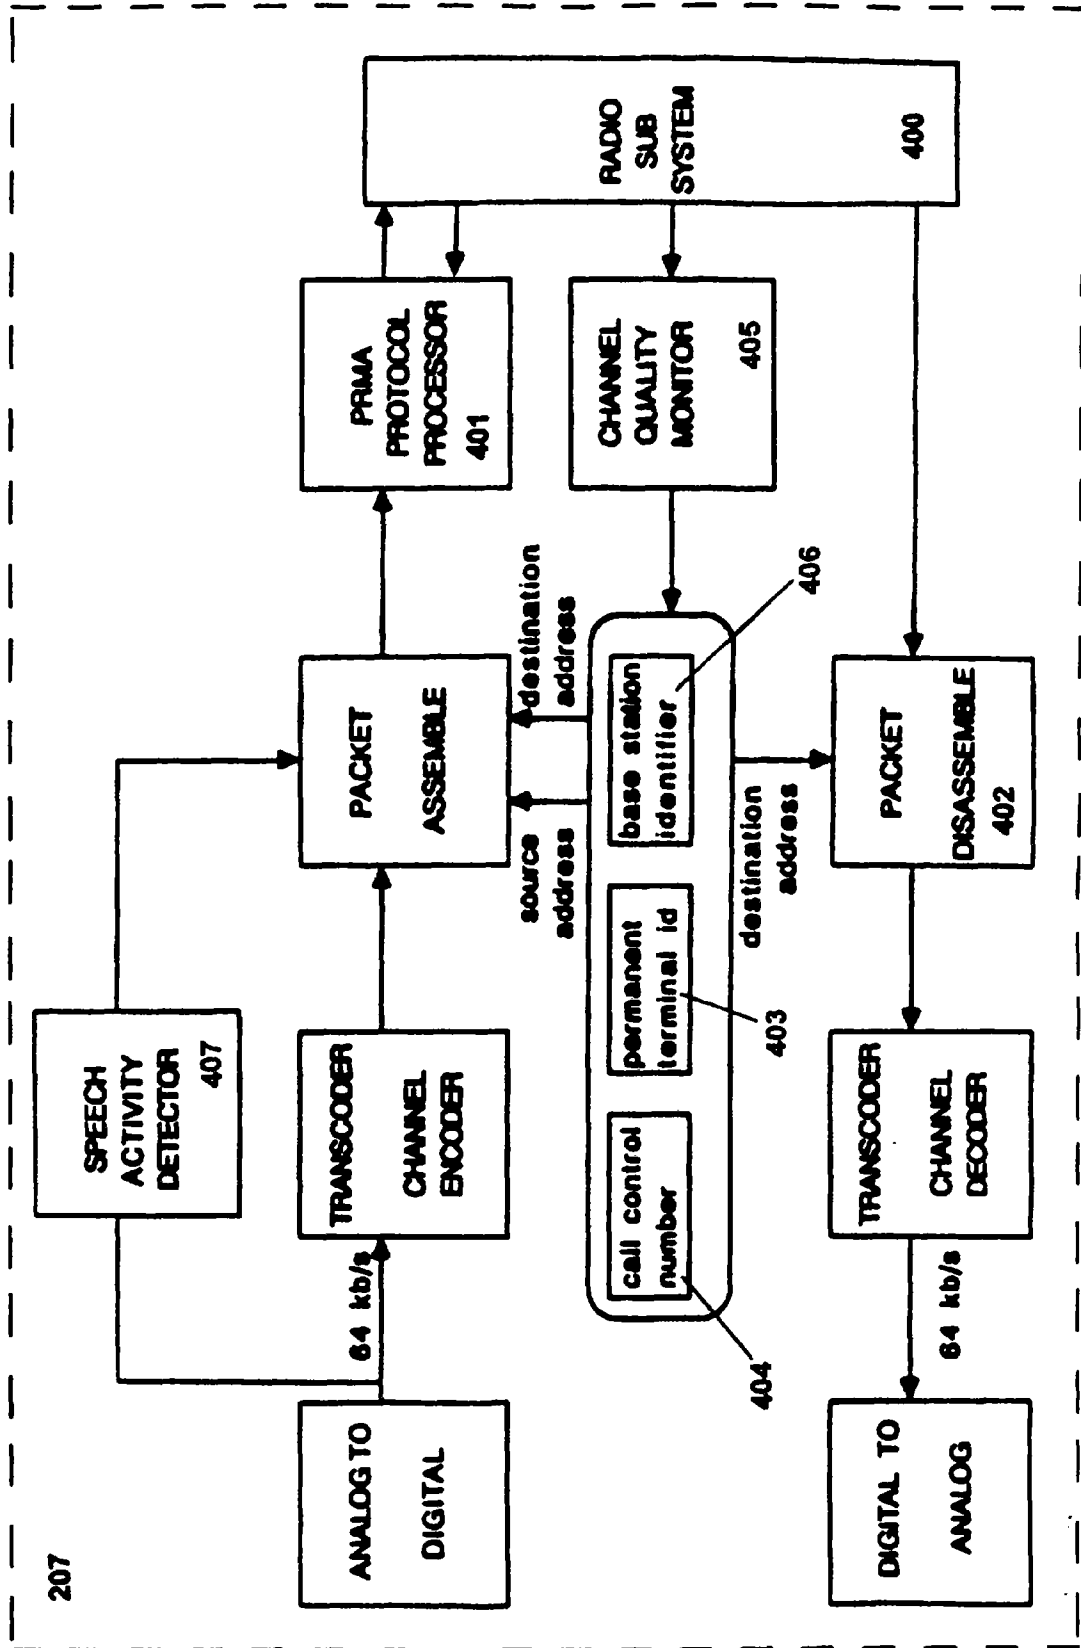 207
SPEECH
ACTIVITY
DETECTOR
407
ANALOG TO
DIGITAL
64 kb/s
TRANSCODER
CHANNEL
ENCODER
PACKET
ASSEMBLE
PRMA
PROTOCOL
PROCESSOR
401
RADIO
SUB
SYSTEM
400
source
address
destination
address
call control
number
404
permanent
terminal id
403
base station
identifier
406
CHANNEL
QUALITY
MONITOR
405
destination
address
DIGITAL TO
ANALOG
64 kb/s
TRANSCODER
CHANNEL
DECODER
PACKET
DISASSEMBLE
402